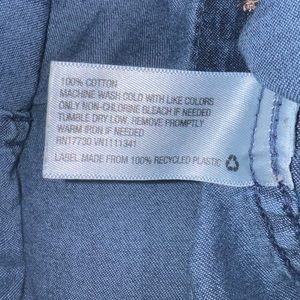 100% COTTON
MACHINE WASH COLD WITH LIKE COLORS
ONLY NON-CHLORINE BLEACH IF NEEDED
TUMBLE DRY LOW, REMOVE PROMPTLY
WARM IRON IF NEEDED
RN17730 VW1111341
LABEL MADE FROM 100% RECYCLED PLASTIC